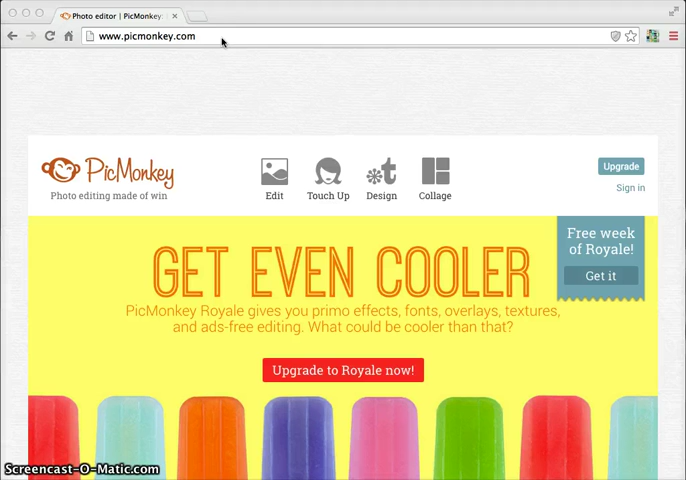 Photo editor | PicMonkey
www.picmonkey.com
PicMonkey
Photo editing made of win
Edit
Touch Up
t
Design
Collage
Upgrade
Sign in
Free week
of Royale!
Get it
GET EVEN COOLER
PicMonkey Royale gives you primo effects, fonts, overlays, textures,
and ads-free editing. What could be cooler than that?
Upgrade to Royale now!
Screencast-O-Matic.com